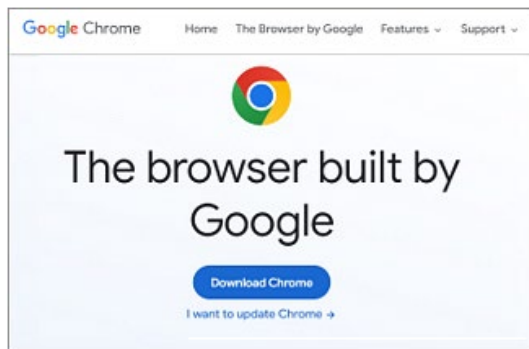 Google Chrome Home The Browser by Google Features Support
The browser built by
Google
Download Chrome
I want to update Chrome →